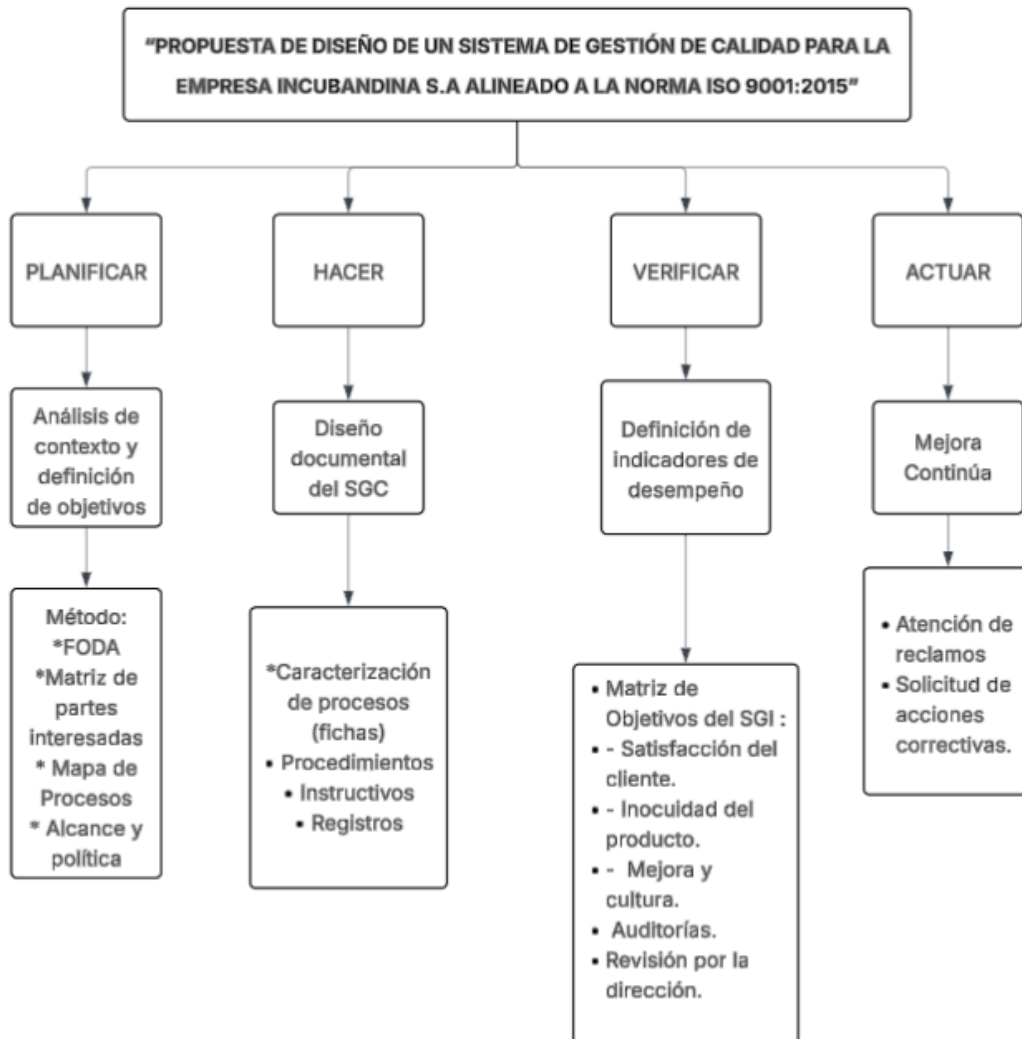 “PROPUESTA DE DISEÑO DE UN SISTEMA DE GESTIÓN DE CALIDAD PARA LA
EMPRESA INCUBANDINA S.A ALINEADO A LA NORMA ISO 9001:2015”
PLANIFICAR
HACER
VERIFICAR
ACTUAR
Análisis de
contexto y
definición
de objetivos
Diseño
documental
del SGC
Definición de
indicadores de
desempeño
Mejora
Continúa
Método:
*FODA
*Matriz de
partes
interesadas
* Mapa de
Procesos
* Alcance y
política
*Caracterización
de procesos
(fichas)
▪ Procedimientos
▪ Instructivos
▪ Registros
▪ Matriz de
Objetivos del SGI :
▪ - Satisfacción del
cliente.
▪ - Inocuidad del
producto.
▪ - Mejora y
cultura.
▪ Auditorías.
▪ Revisión por la
dirección.
▪ Atención de
reclamos
▪ Solicitud de
acciones
correctivas.